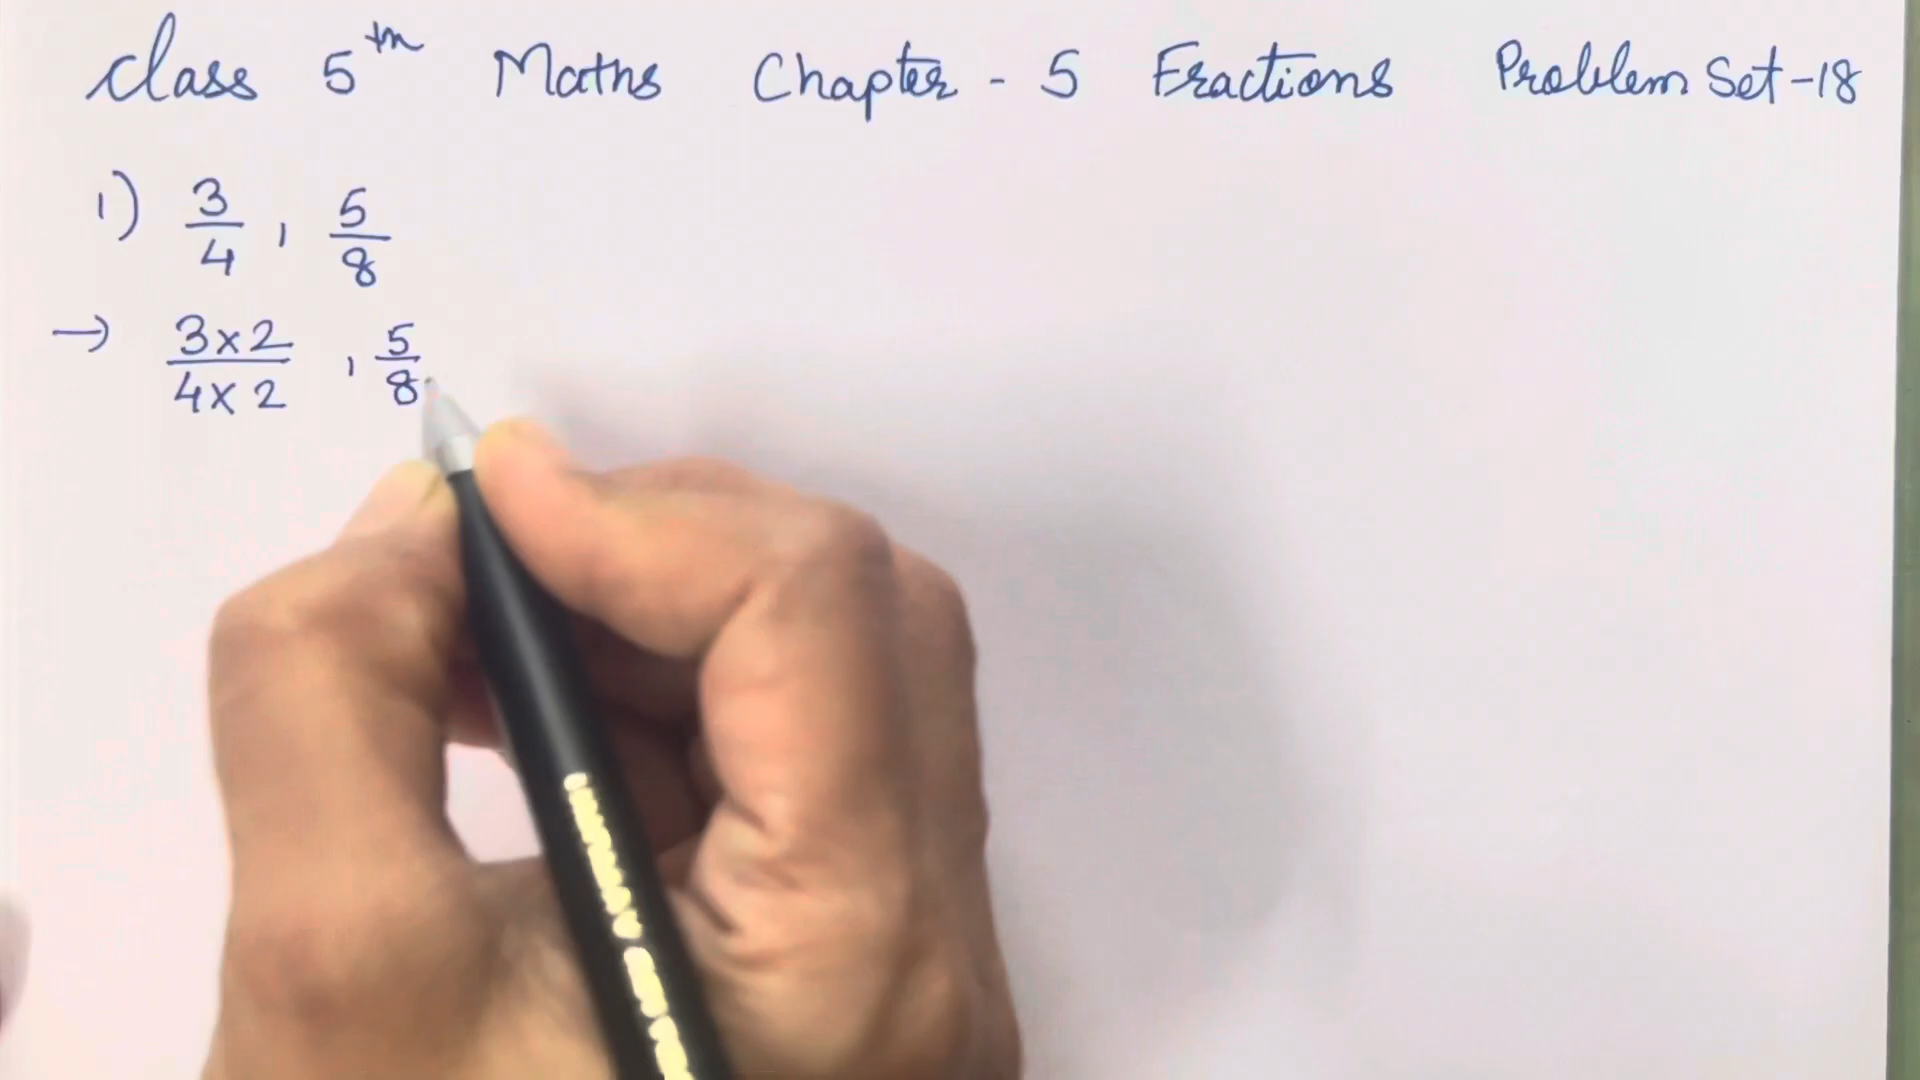 Class 5th Maths Chapter - 5 Fractions Problem Set -18
1) 3/4 , 5/8
→ 3x2/4x2 , 5/8